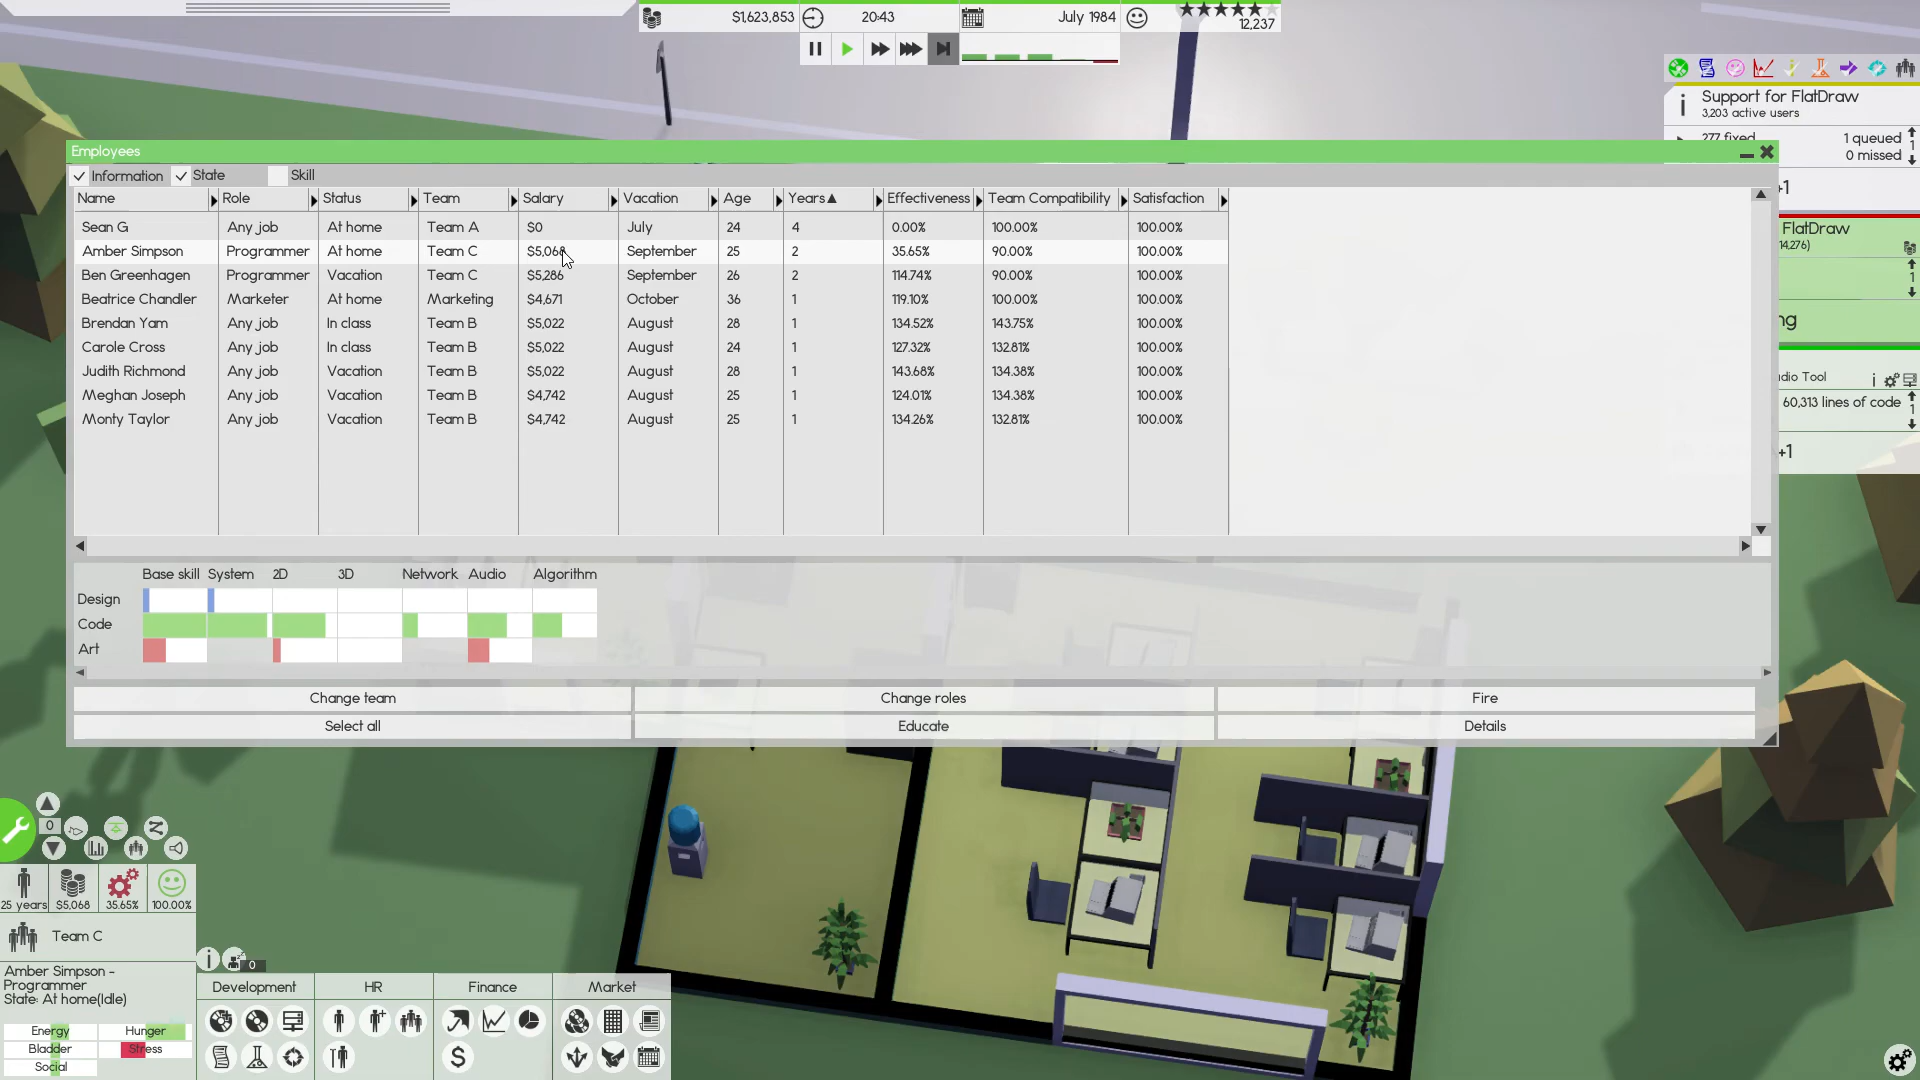 $1,623,853
20:43
July 1984
12,237
Support for FlatDraw
3,203 active users
277 fixed
1 queued
0 missed
1
+1
FlatDraw
14,276)
1
ng
dio Tool
60,313 lines of code
1
+1
Employees
Information State Skill
Name Role Status Team Salary Vacation Age Years Effectiveness Team Compatibility Satisfaction
Sean G Any job At home Team A $0 July 24 4 0.00% 100.00% 100.00%
Amber Simpson Programmer At home Team C $5,068 September 25 2 35.65% 90.00% 100.00%
Ben Greenhagen Programmer Vacation Team C $5,286 September 26 2 114.74% 90.00% 100.00%
Beatrice Chandler Marketer At home Marketing $4,671 October 36 1 119.10% 100.00% 100.00%
Brendan Yam Any job In class Team B $5,022 August 28 1 134.52% 143.75% 100.00%
Carole Cross Any job In class Team B $5,022 August 24 1 127.32% 132.81% 100.00%
Judith Richmond Any job Vacation Team B $5,022 August 28 1 143.68% 134.38% 100.00%
Meghan Joseph Any job Vacation Team B $4,742 August 25 1 124.01% 134.38% 100.00%
Monty Taylor Any job Vacation Team B $4,742 August 25 1 134.26% 132.81% 100.00%
Base skill System 2D 3D Network Audio Algorithm
Design
Code
Art
Change team Change roles Fire
Select all Educate Details
0
25 years $5,068 35.65% 100.00%
Team C
Amber Simpson -
Programmer
State: At home(Idle)
Energy Hunger
Bladder Stress
Social
0
Development HR Finance Market